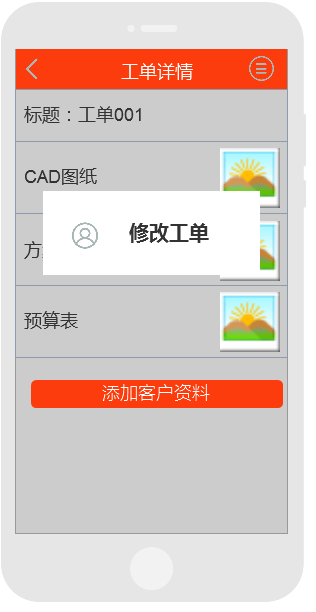 工单详情
标题：工单001
CAD图纸
修改工单
方
预算表
添加客户资料